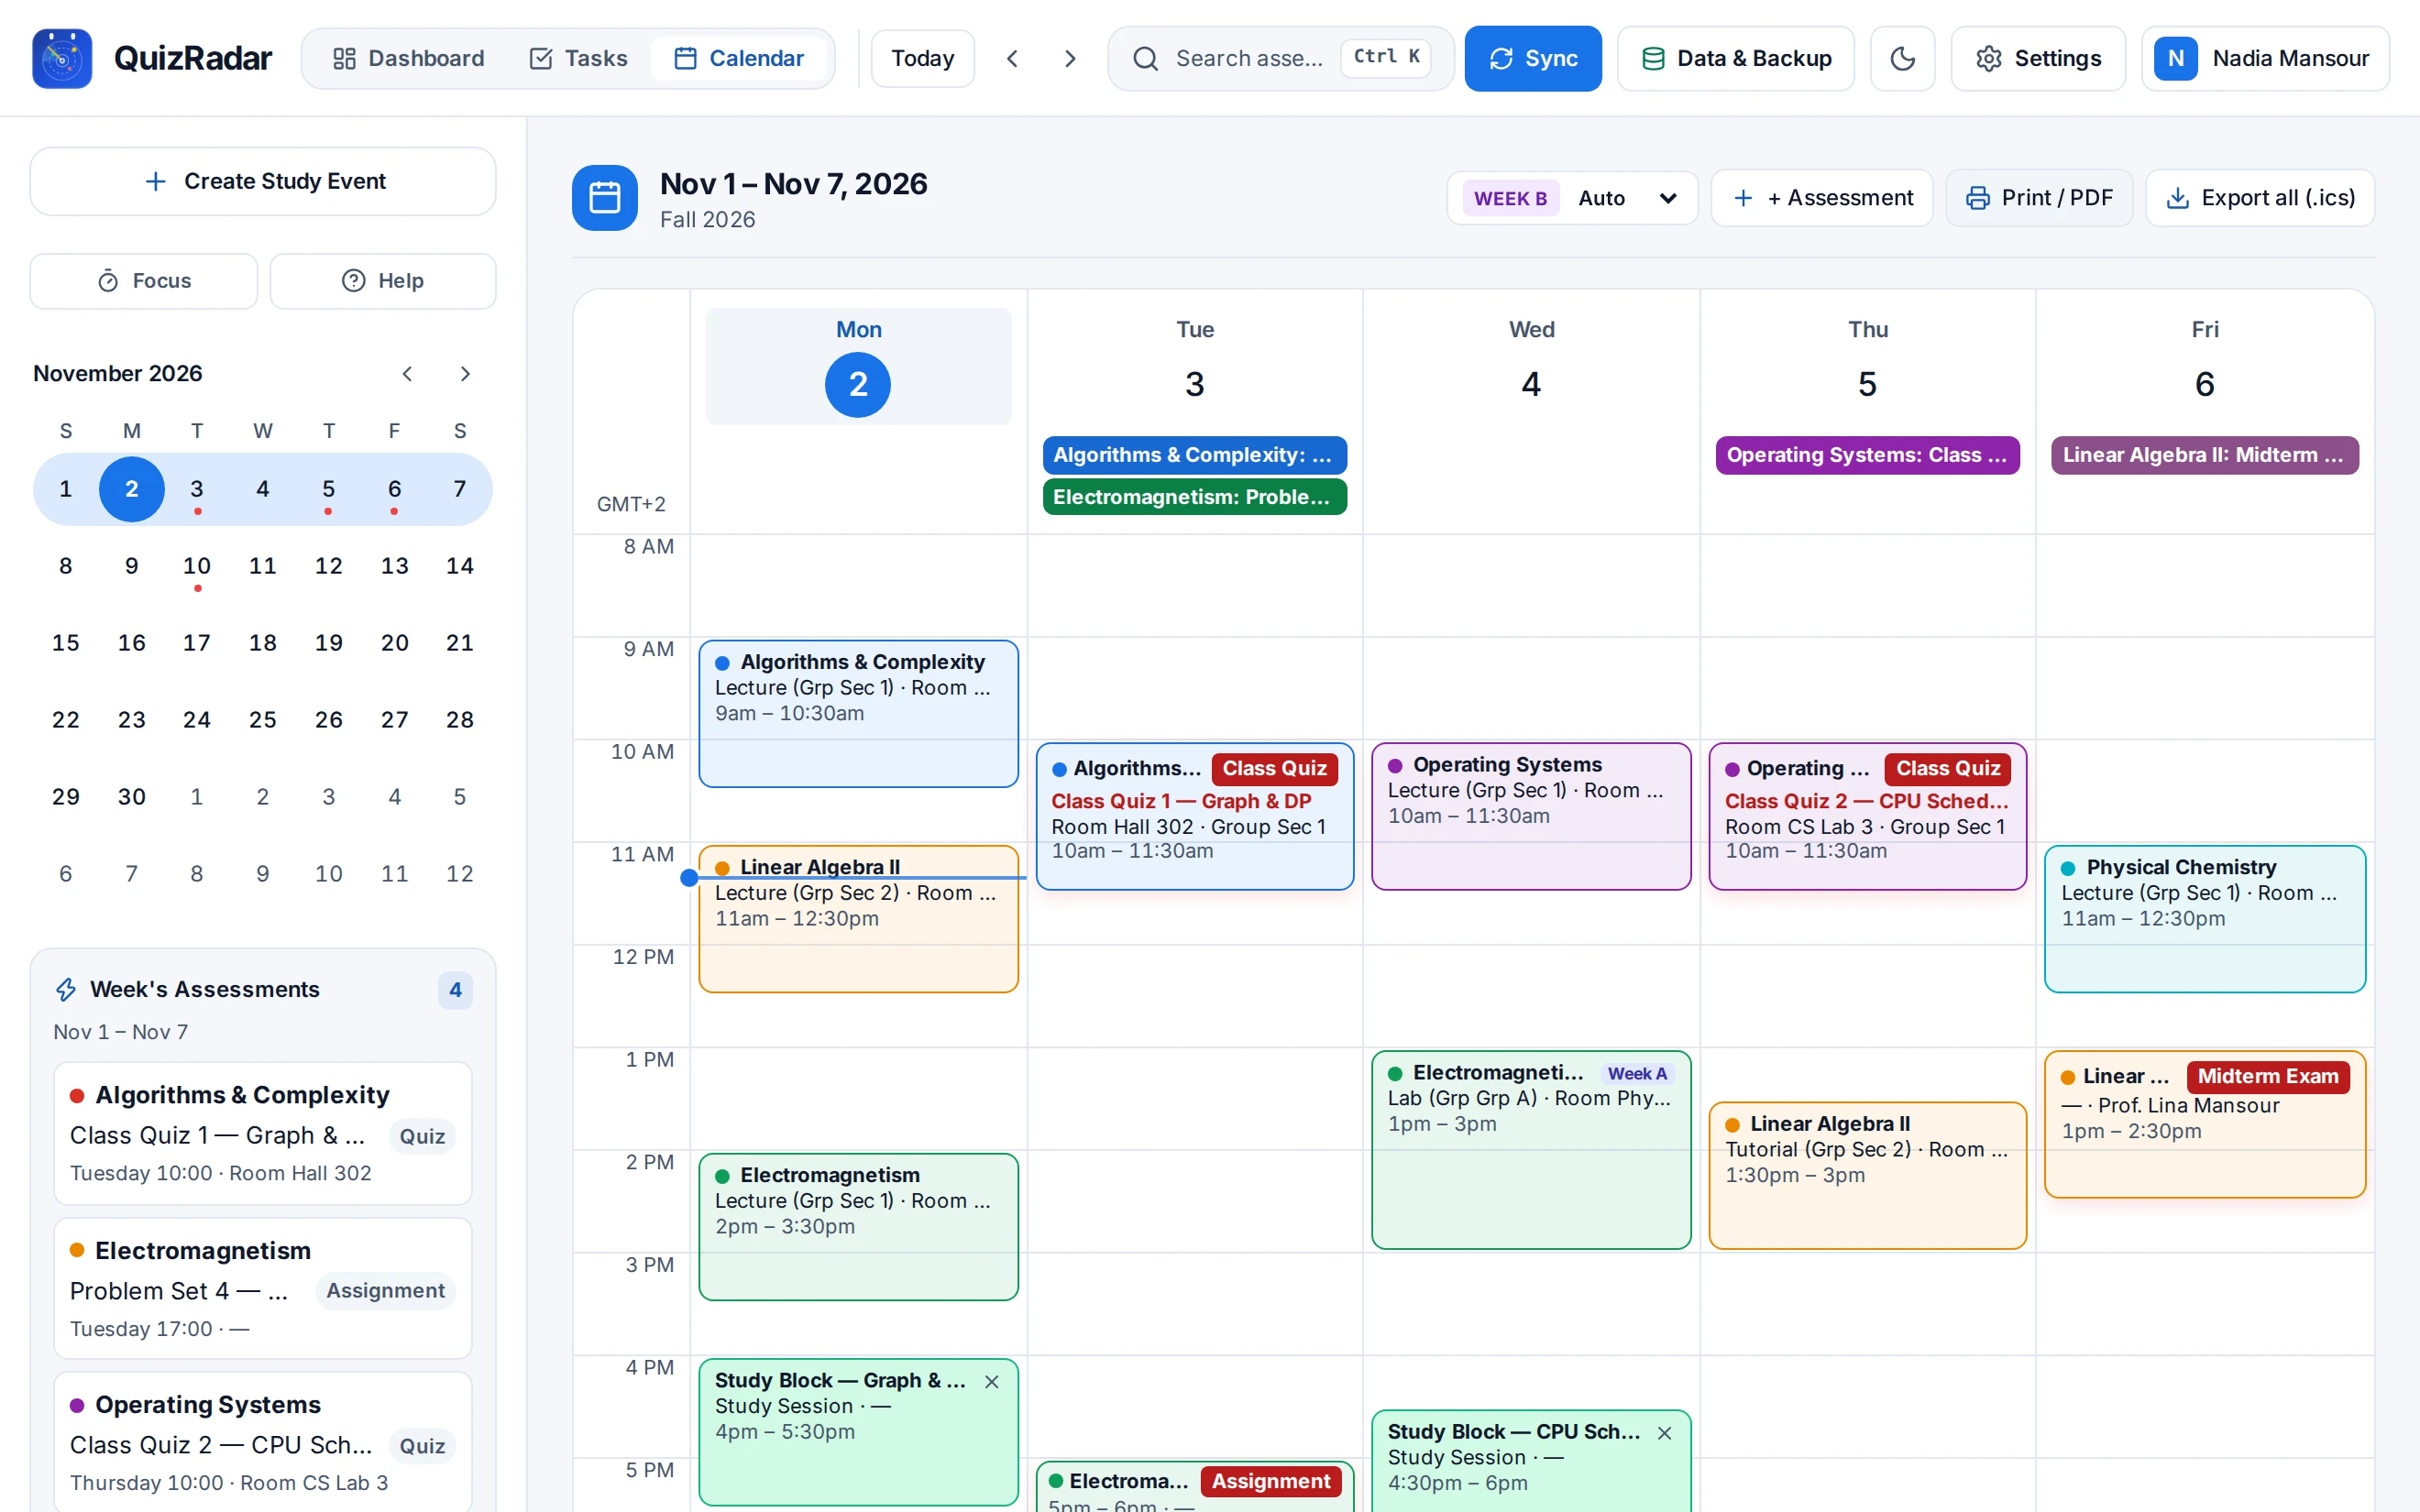 QuizRadar
Dashboard
Tasks
Calendar
Today
Search asse...
Ctrl K
Sync
Data & Backup
Settings
N
Nadia Mansour
Create Study Event
Focus
Help
November 2026
S M T W T F S
1 2 3 4 5 6 7
8 9 10 11 12 13 14
15 16 17 18 19 20 21
22 23 24 25 26 27 28
29 30 1 2 3 4 5
6 7 8 9 10 11 12
Week's Assessments
4
Nov 1 – Nov 7
Algorithms & Complexity
Class Quiz 1 — Graph & ...
Quiz
Tuesday 10:00 · Room Hall 302
Electromagnetism
Problem Set 4 — ...
Assignment
Tuesday 17:00 · —
Operating Systems
Class Quiz 2 — CPU Sch...
Quiz
Thursday 10:00 · Room CS Lab 3
Nov 1 – Nov 7, 2026
Fall 2026
WEEK B
Auto
+ Assessment
Print / PDF
Export all (.ics)
GMT+2
Mon
2
Tue
3
Wed
4
Thu
5
Fri
6
Algorithms & Complexity: ...
Electromagnetism: Proble...
Operating Systems: Class ...
Linear Algebra II: Midterm ...
8 AM
9 AM
10 AM
11 AM
12 PM
1 PM
2 PM
3 PM
4 PM
5 PM
Algorithms & Complexity
Lecture (Grp Sec 1) · Room ...
9am – 10:30am
Linear Algebra II
Lecture (Grp Sec 2) · Room ...
11am – 12:30pm
Electromagnetism
Lecture (Grp Sec 1) · Room ...
2pm – 3:30pm
Study Block — Graph & ...
Study Session · —
4pm – 5:30pm
Algorithms...
Class Quiz
Class Quiz 1 — Graph & DP
Room Hall 302 · Group Sec 1
10am – 11:30am
Electroma...
Assignment
5pm – 6pm · —
Operating Systems
Lecture (Grp Sec 1) · Room ...
10am – 11:30am
Electromagneti...
Week A
Lab (Grp Grp A) · Room Phy...
1pm – 3pm
Study Block — CPU Sch...
Study Session · —
4:30pm – 6pm
Operating ...
Class Quiz
Class Quiz 2 — CPU Sched...
Room CS Lab 3 · Group Sec 1
10am – 11:30am
Linear Algebra II
Tutorial (Grp Sec 2) · Room ...
1:30pm – 3pm
Physical Chemistry
Lecture (Grp Sec 1) · Room ...
11am – 12:30pm
Linear ...
Midterm Exam
— · Prof. Lina Mansour
1pm – 2:30pm